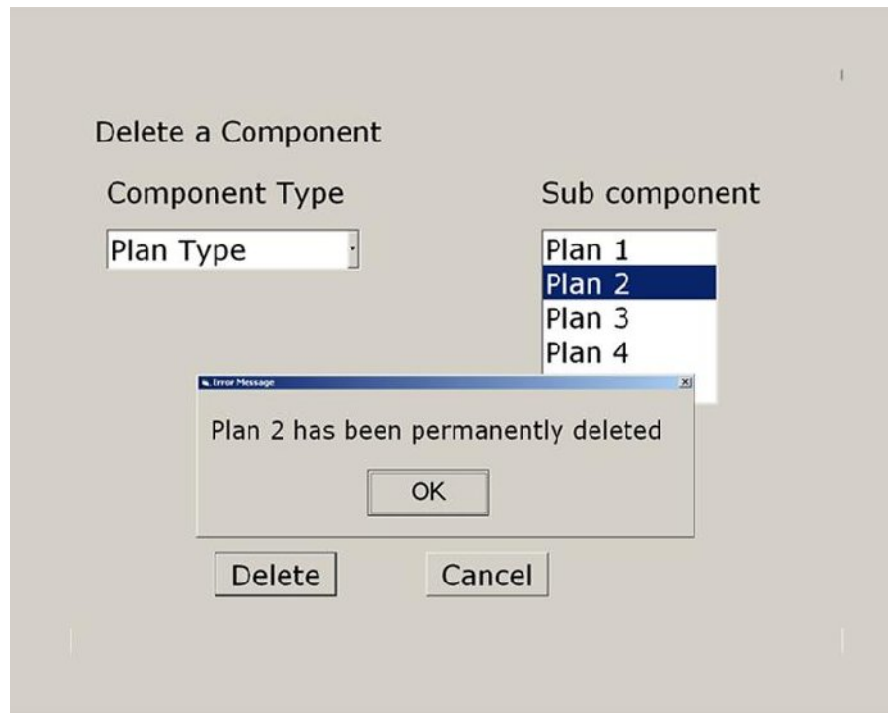 Delete a Component
Component Type
Sub component
Plan Type
Plan 1
Plan 2
Plan 3
Plan 4
Error Message
Plan 2 has been permanently deleted
OK
Delete
Cancel